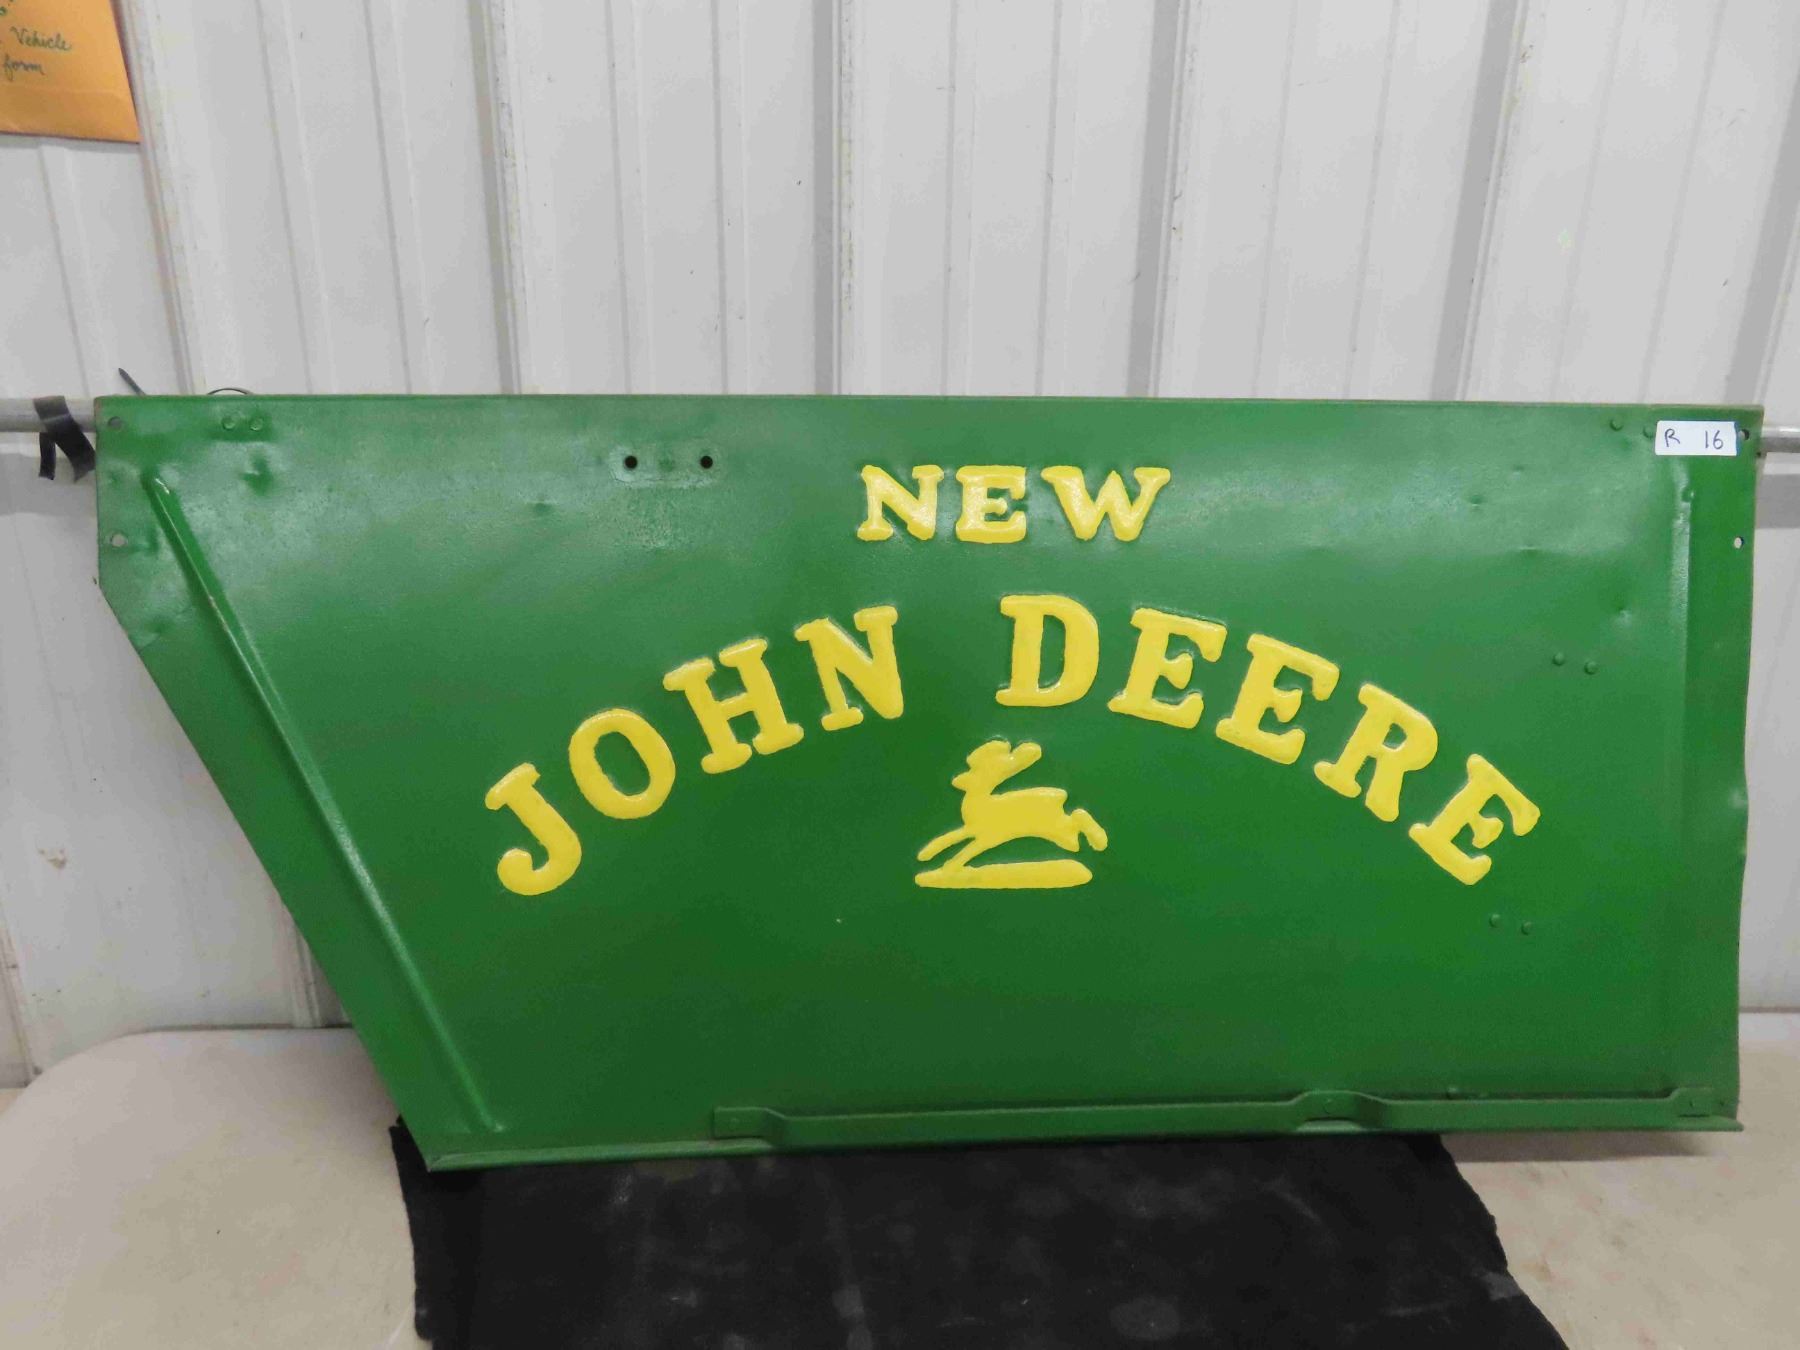 Vehicle
form
R 16
NEW
JOHN DEERE